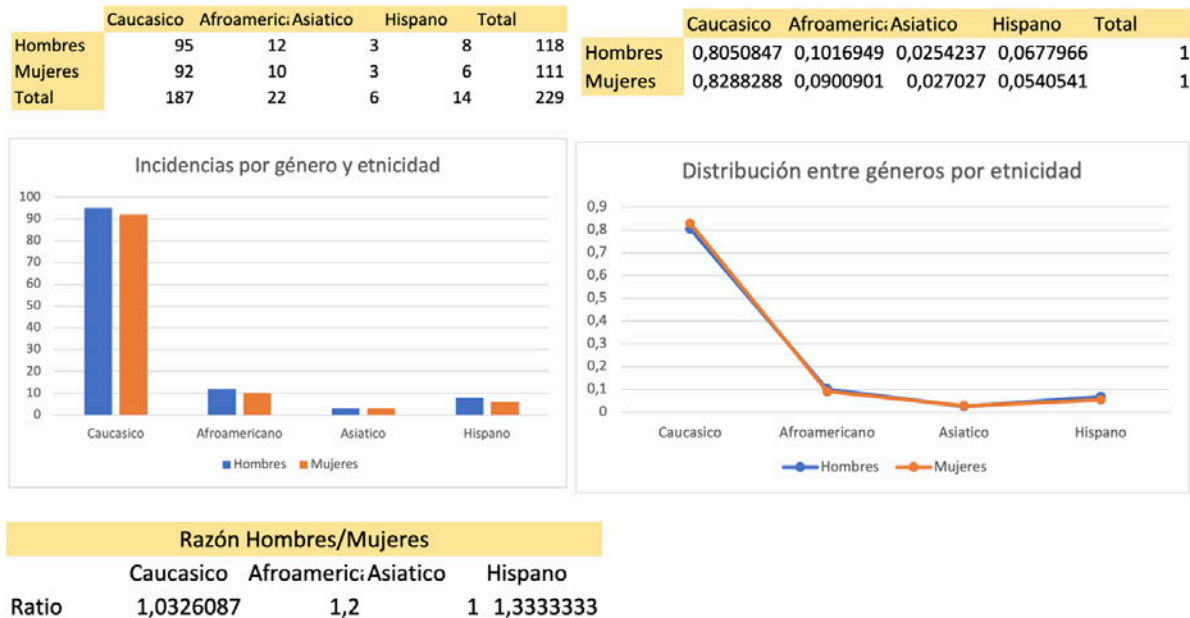 Caucasico Afroamerica Asiatico Hispano Total
Hombres 95 12 3 8 118
Mujeres 92 10 3 6 111
Total 187 22 6 14 229
Caucasico Afroamerica Asiatico Hispano Total
Hombres 0,8050847 0,1016949 0,0254237 0,0677966 1
Mujeres 0,8288288 0,0900901 0,027027 0,0540541 1
Incidencias por género y etnicidad
100
90
80
70
60
50
40
30
20
10
0
Caucasico Afroamericano Asiatico Hispano
Hombres Mujeres
Distribución entre géneros por etnicidad
0,9
0,8
0,7
0,6
0,5
0,4
0,3
0,2
0,1
0
Caucasico Afroamericano Asiatico Hispano
Hombres Mujeres
Razón Hombres/Mujeres
Caucasico Afroamerica Asiatico Hispano
Ratio 1,0326087 1,2 1 1,3333333